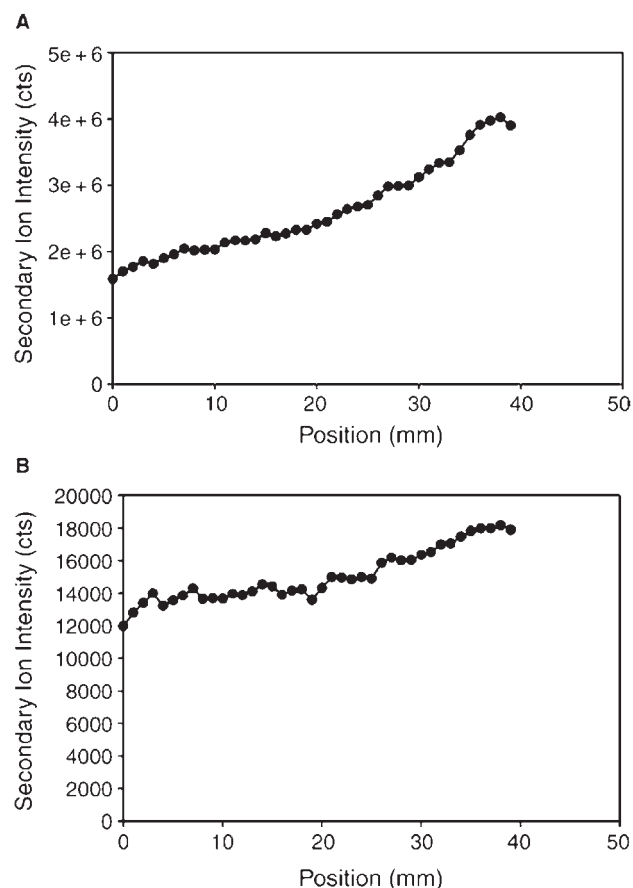 A
Secondary Ion Intensity (cts)
5e + 6
4e + 6
3e + 6
2e + 6
1e + 6
0
0 10 20 30 40 50
Position (mm)
B
Secondary Ion Intensity (cts)
20000
18000
16000
14000
12000
10000
8000
6000
4000
2000
0
0 10 20 30 40 50
Position (mm)